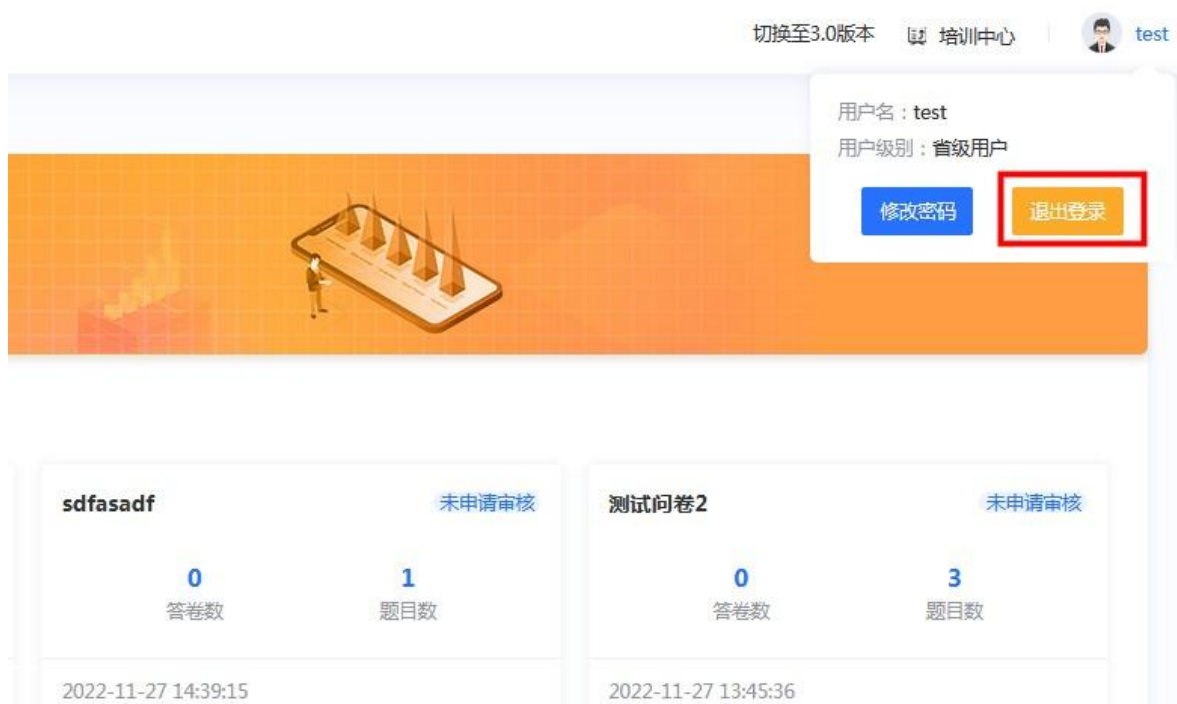 切换至3.0版本 培训中心 test
用户名：test
用户级别：省级用户
修改密码 退出登录
sdfasadf 未申请审核 测试问卷2 未申请审核
0 1 0 3
答卷数 题目数 答卷数 题目数
2022-11-27 14:39:15 2022-11-27 13:45:36